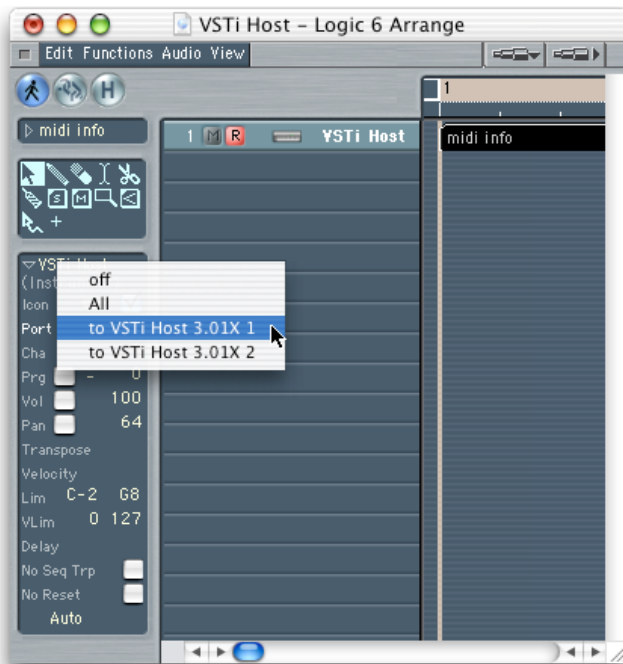 VSTi Host – Logic 6 Arrange
Edit Functions Audio View
H
midi info
1 M R VSTi Host
1
midi info
S M
(Inst
Icon
Port
Cha
off
All
to VSTi Host 3.01X 1
to VSTi Host 3.01X 2
Prg - 0
Vol 100
Pan 64
Transpose
Velocity
Lim C-2 G8
VLim 0 127
Delay
No Seq Trp
No Reset
Auto